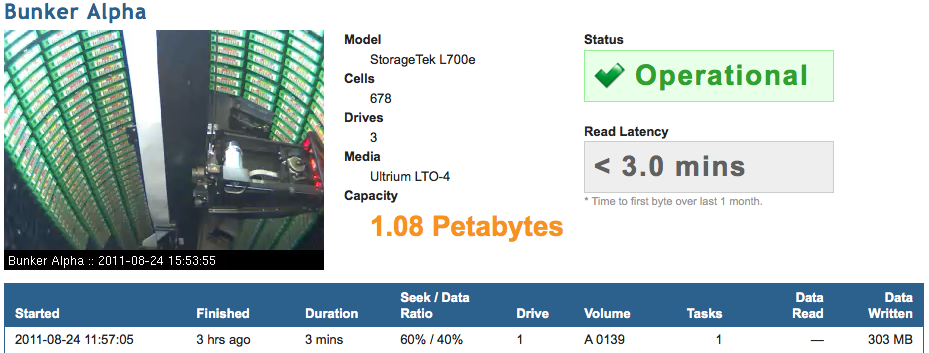 Bunker Alpha
Model
StorageTek L700e
Cells
678
Drives
3
Media
Ultrium LTO-4
Capacity
1.08 Petabytes
Status
Operational
Read Latency
< 3.0 mins
* Time to first byte over last 1 month.
Bunker Alpha :: 2011-08-24 15:53:55
Started Finished Duration Seek / Data Ratio Drive Volume Tasks Data Read Data Written
2011-08-24 11:57:05 3 hrs ago 3 mins 60% / 40% 1 A 0139 1 — 303 MB